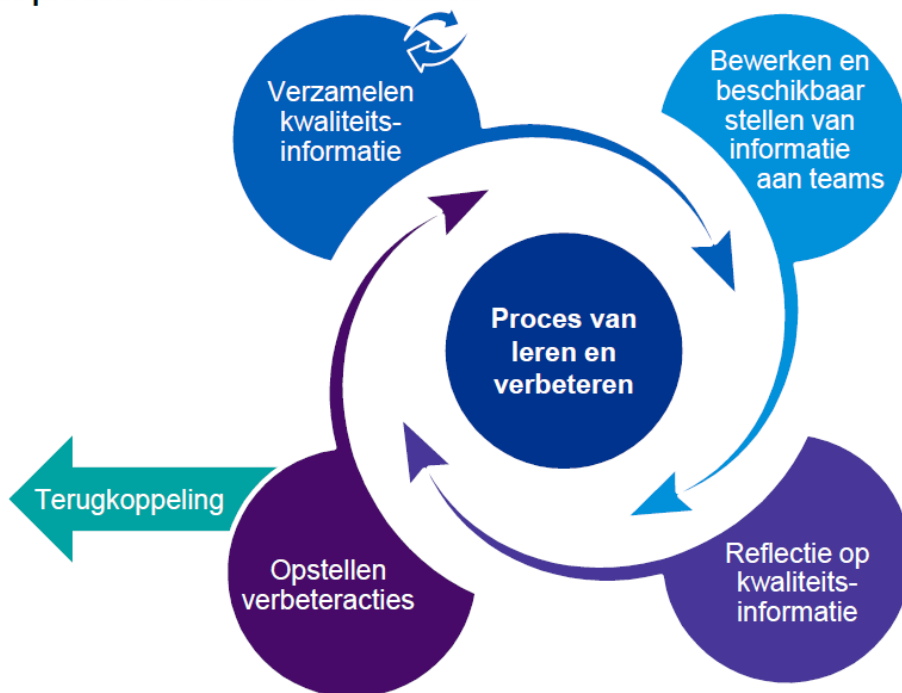 Verzamelen
kwaliteits-
informatie
Bewerken en
beschikbaar
stellen van
informatie
aan teams
Proces van
leren en
verbeteren
Terugkoppeling
Opstellen
verbeteracties
Reflectie op
kwaliteits-
informatie